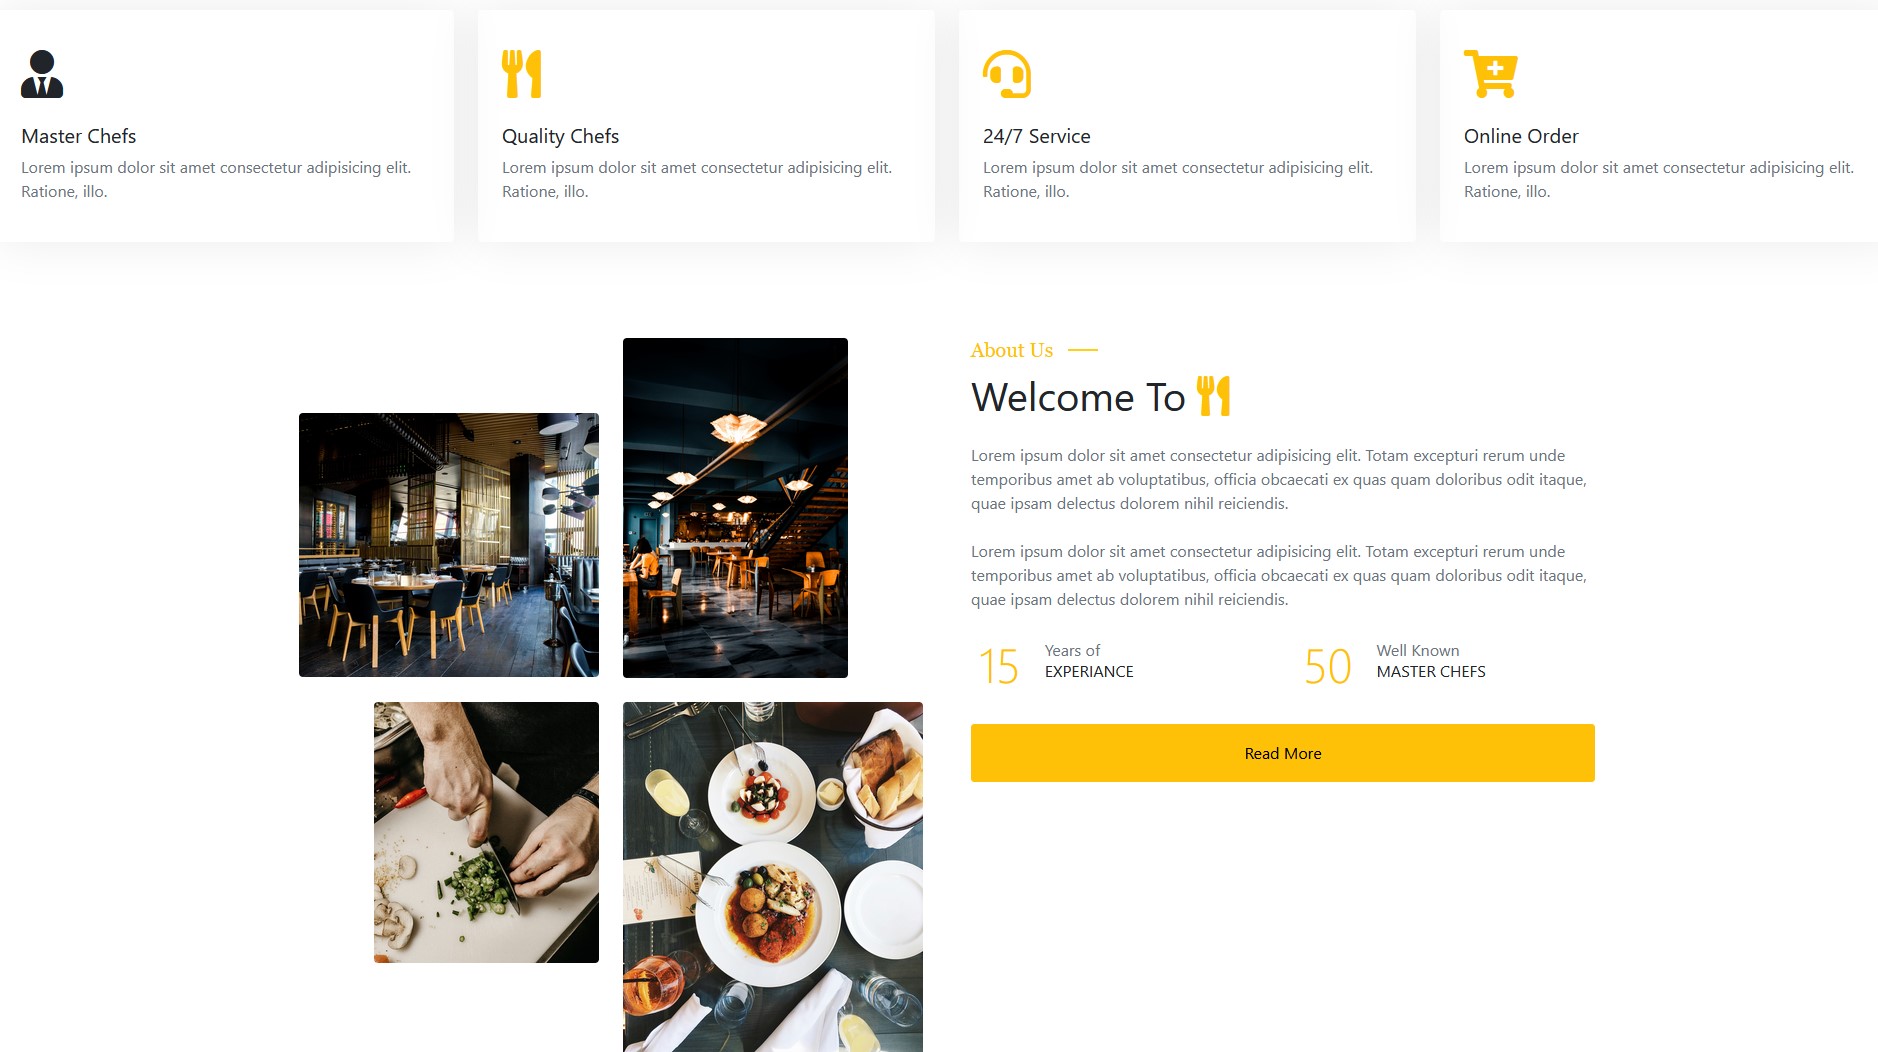 Master Chefs
Lorem ipsum dolor sit amet consectetur adipisicing elit.
Ratione, illo.
Quality Chefs
Lorem ipsum dolor sit amet consectetur adipisicing elit.
Ratione, illo.
24/7 Service
Lorem ipsum dolor sit amet consectetur adipisicing elit.
Ratione, illo.
Online Order
Lorem ipsum dolor sit amet consectetur adipisicing elit.
Ratione, illo.
About Us
Welcome To
Lorem ipsum dolor sit amet consectetur adipisicing elit. Totam excepturi rerum unde
temporibus amet ab voluptatibus, officia obcaecati ex quas quam doloribus odit itaque,
quae ipsam delectus dolorem nihil reiciendis.
Lorem ipsum dolor sit amet consectetur adipisicing elit. Totam excepturi rerum unde
temporibus amet ab voluptatibus, officia obcaecati ex quas quam doloribus odit itaque,
quae ipsam delectus dolorem nihil reiciendis.
15
Years of
EXPERIANCE
50
Well Known
MASTER CHEFS
Read More